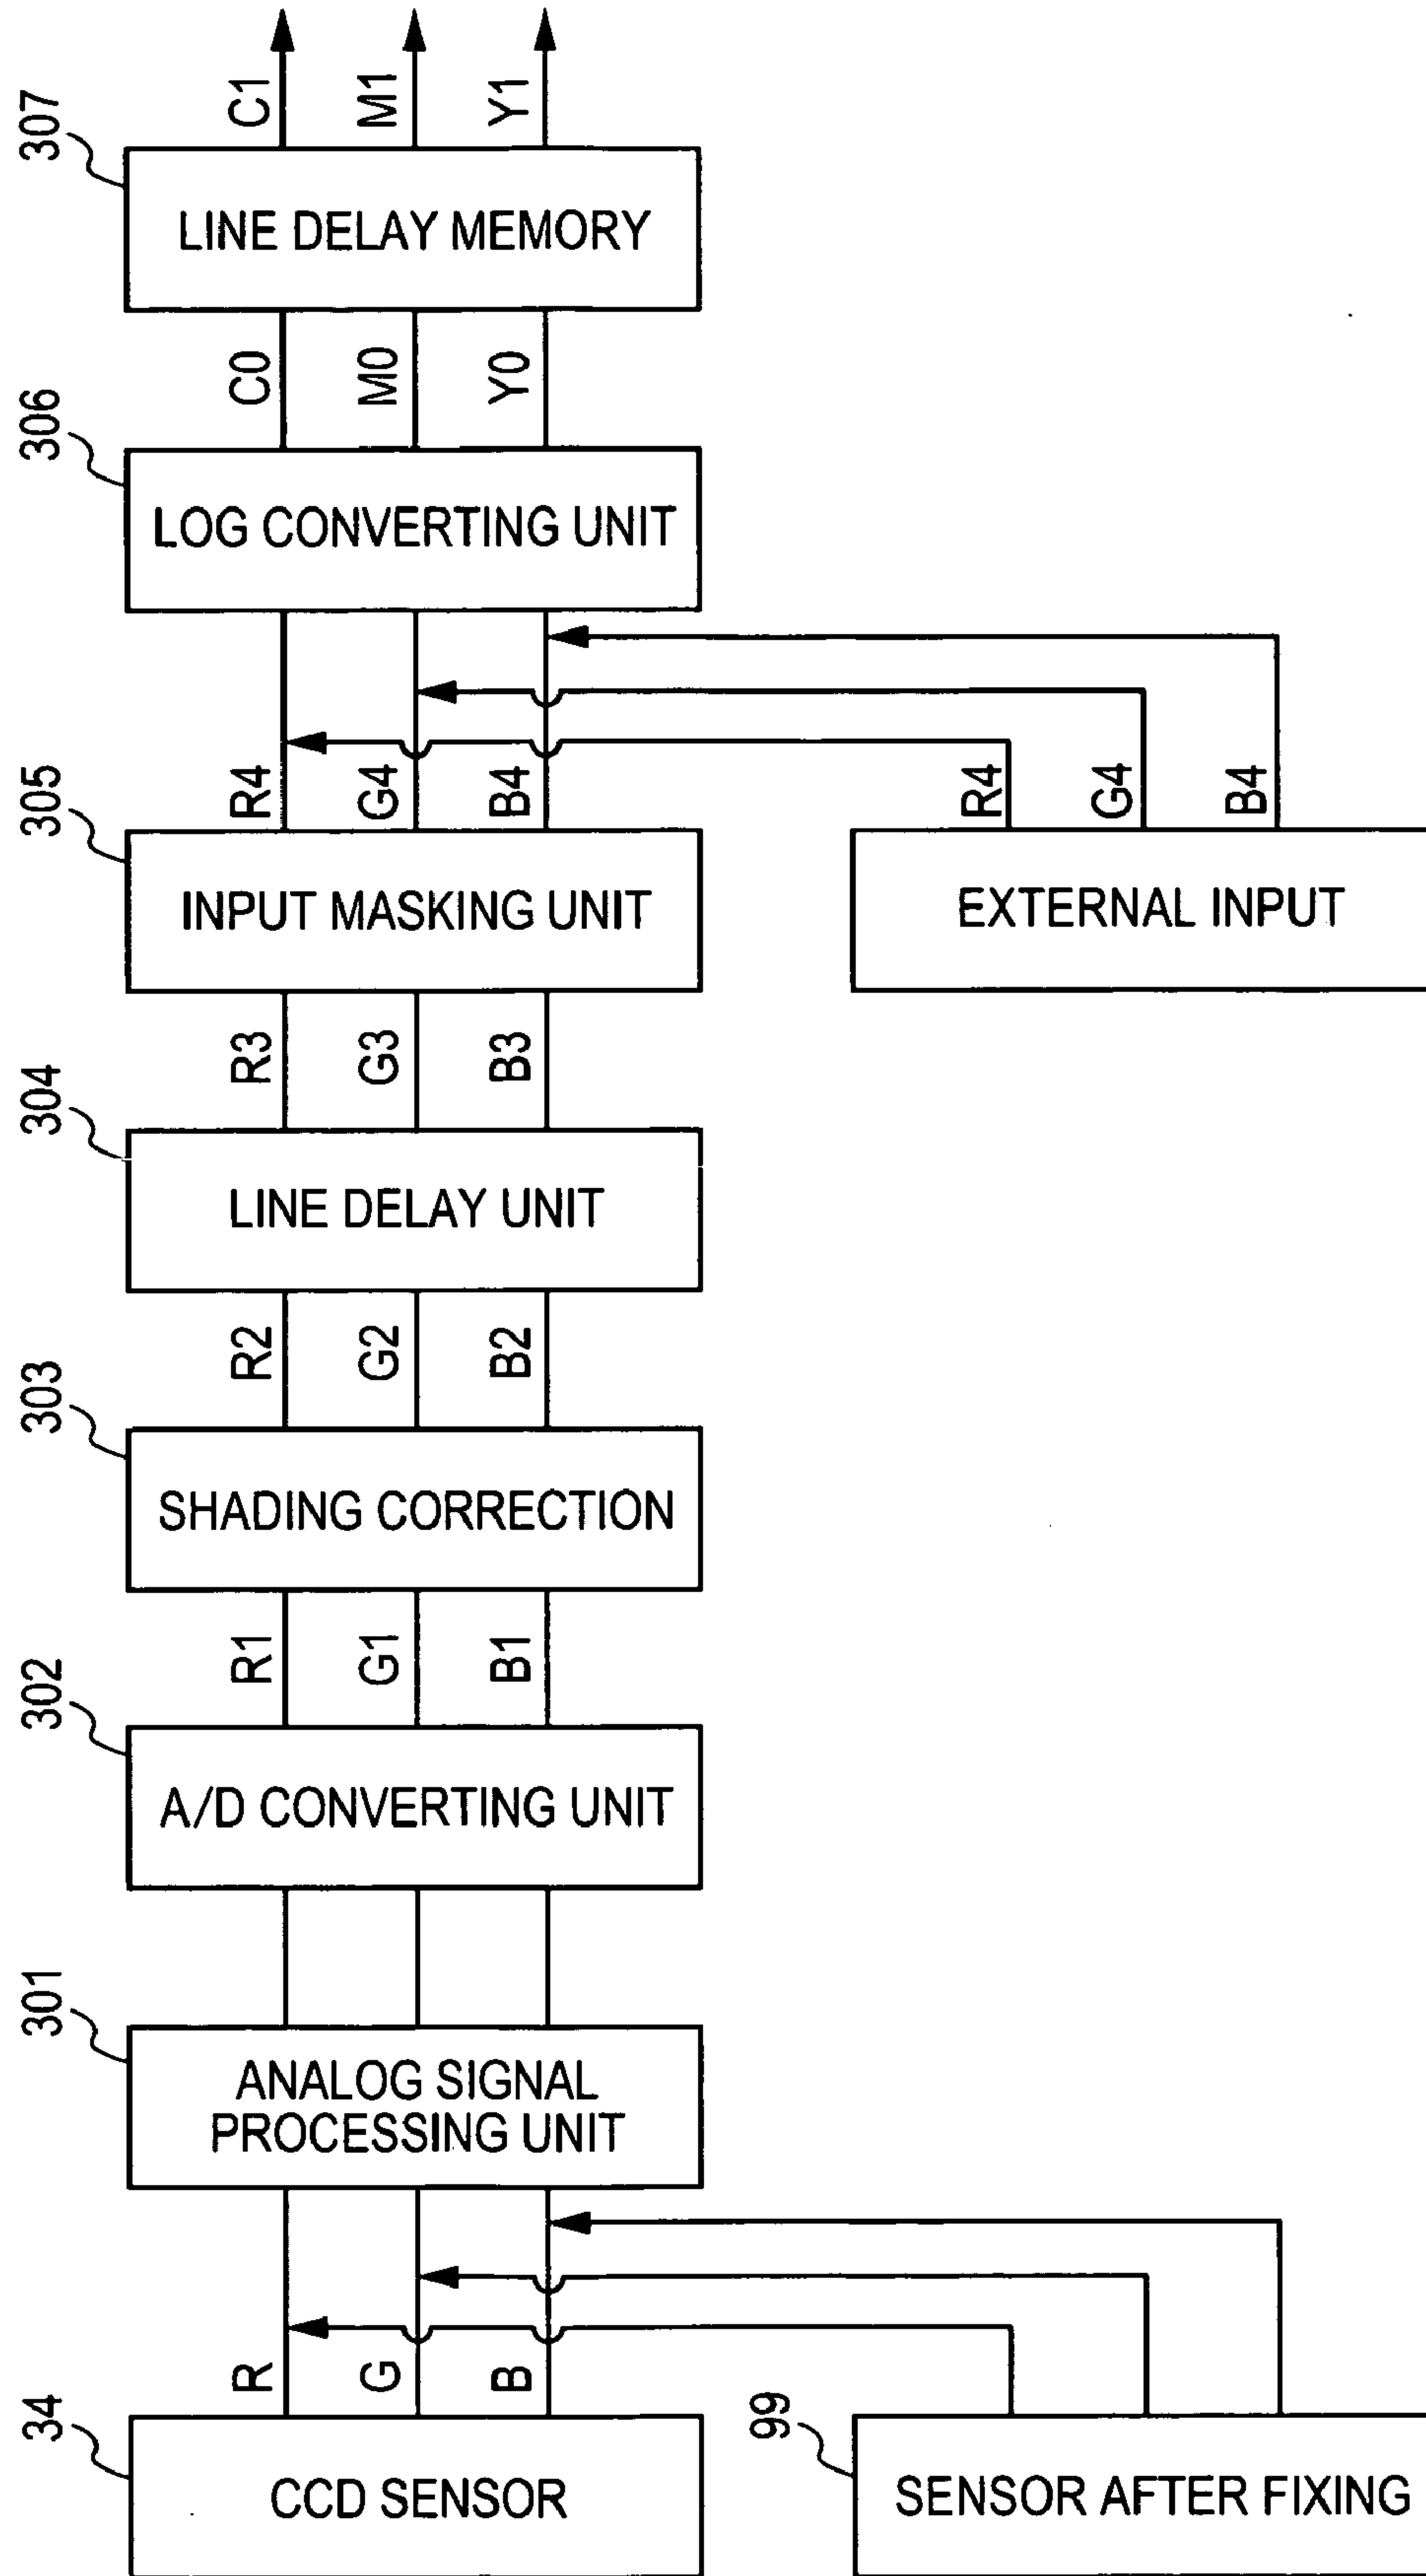 307
C1
M1
Y1
LINE DELAY MEMORY
306
C0
M0
Y0
LOG CONVERTING UNIT
305
R4
G4
B4
R4
G4
B4
INPUT MASKING UNIT
EXTERNAL INPUT
304
R3
G3
B3
LINE DELAY UNIT
303
R2
G2
B2
SHADING CORRECTION
302
R1
G1
B1
A/D CONVERTING UNIT
301
ANALOG SIGNAL
PROCESSING UNIT
34
R
G
B
99
CCD SENSOR
SENSOR AFTER FIXING